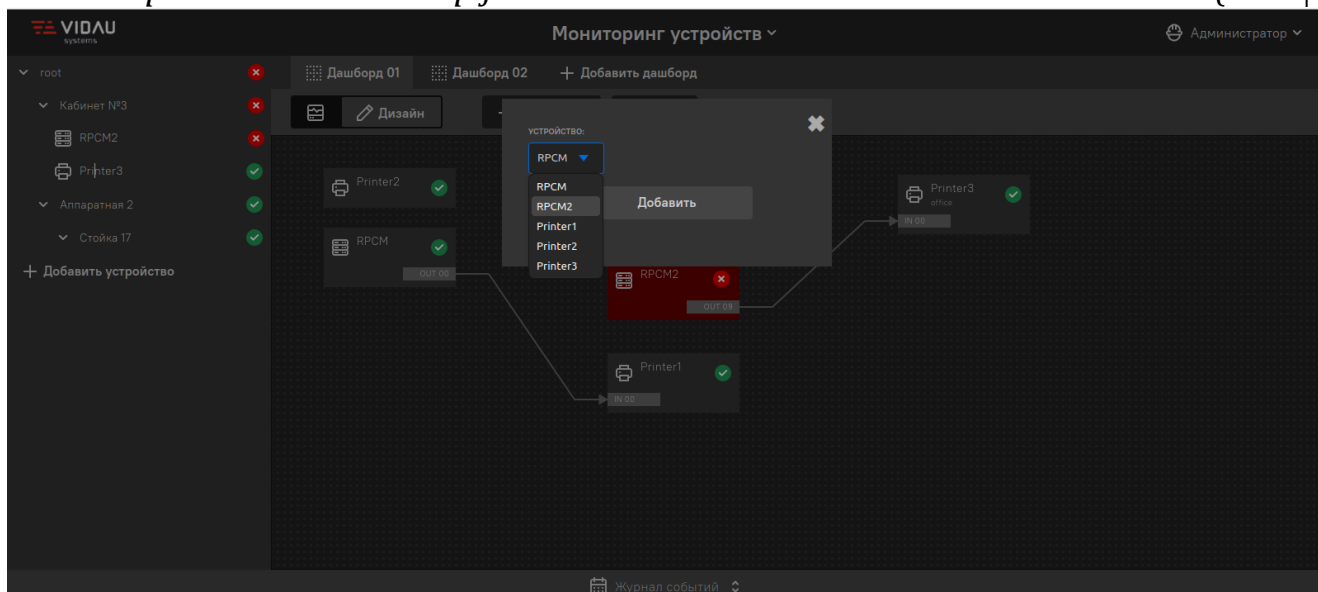 VIDAU
systems
Мониторинг устройств
Администратор
root
Кабинет №3
RPCM2
Printer3
Аппаратная 2
Стойка 17
Добавить устройство
Дашборд 01
Дашборд 02
Добавить дашборд
Дизайн
УСТРОЙСТВО:
RPCM
RPCM
RPCM2
Printer1
Printer2
Printer3
Добавить
Printer2
RPCM
OUT 00
RPCM2
OUT 09
Printer1
IN 00
Printer3
office
IN 00
Журнал событий